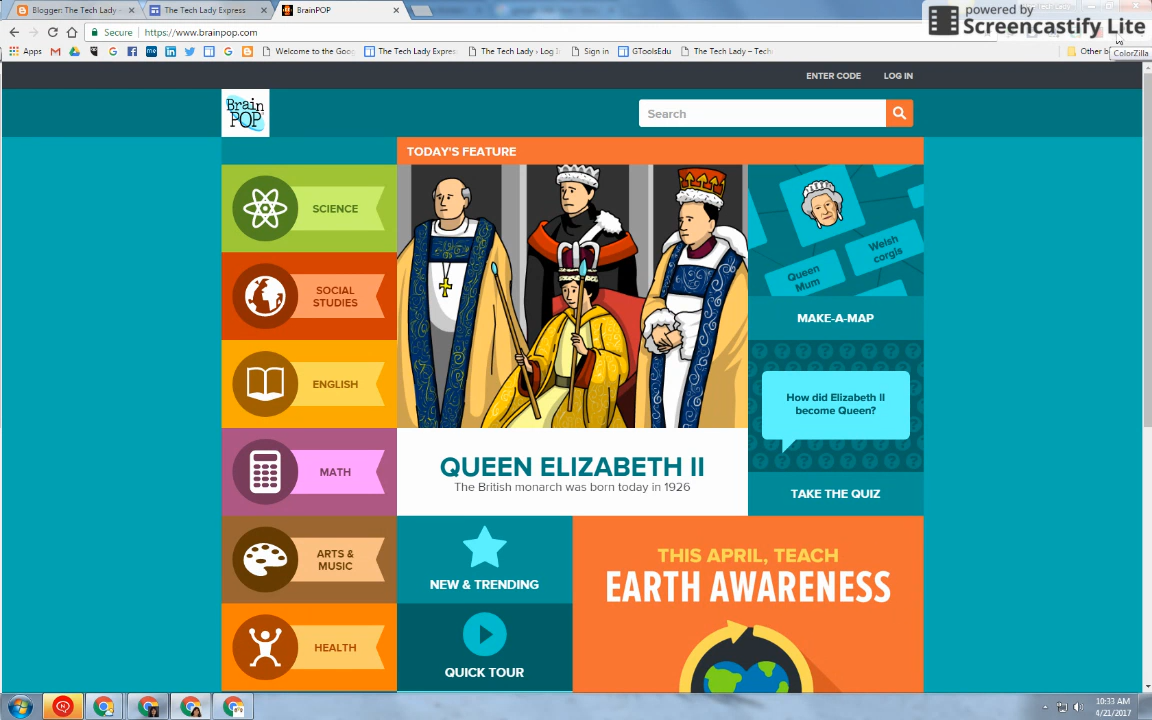 Blogger: The Tech Lady -
The Tech Lady Express
BrainPOP
powered by
Screencastify Lite
Secure
https://www.brainpop.com
Apps
Welcome to the Goo
The Tech Lady Expres
The Tech Lady › Log I
Sign in
GToolsEdu
The Tech Lady – Tech
Other b
ColorZilla
ENTER CODE
LOG IN
Brain
POP
Search
TODAY'S FEATURE
SCIENCE
SOCIAL
STUDIES
ENGLISH
MATH
ARTS &
MUSIC
HEALTH
QUEEN ELIZABETH II
The British monarch was born today in 1926
Queen
Mum
Welsh
corgis
MAKE-A-MAP
How did Elizabeth II
become Queen?
TAKE THE QUIZ
NEW & TRENDING
QUICK TOUR
THIS APRIL, TEACH
EARTH AWARENESS
10:33 AM
4/21/2017